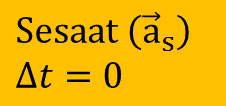 Sesaat (a⃗ₛ)
Δt = 0